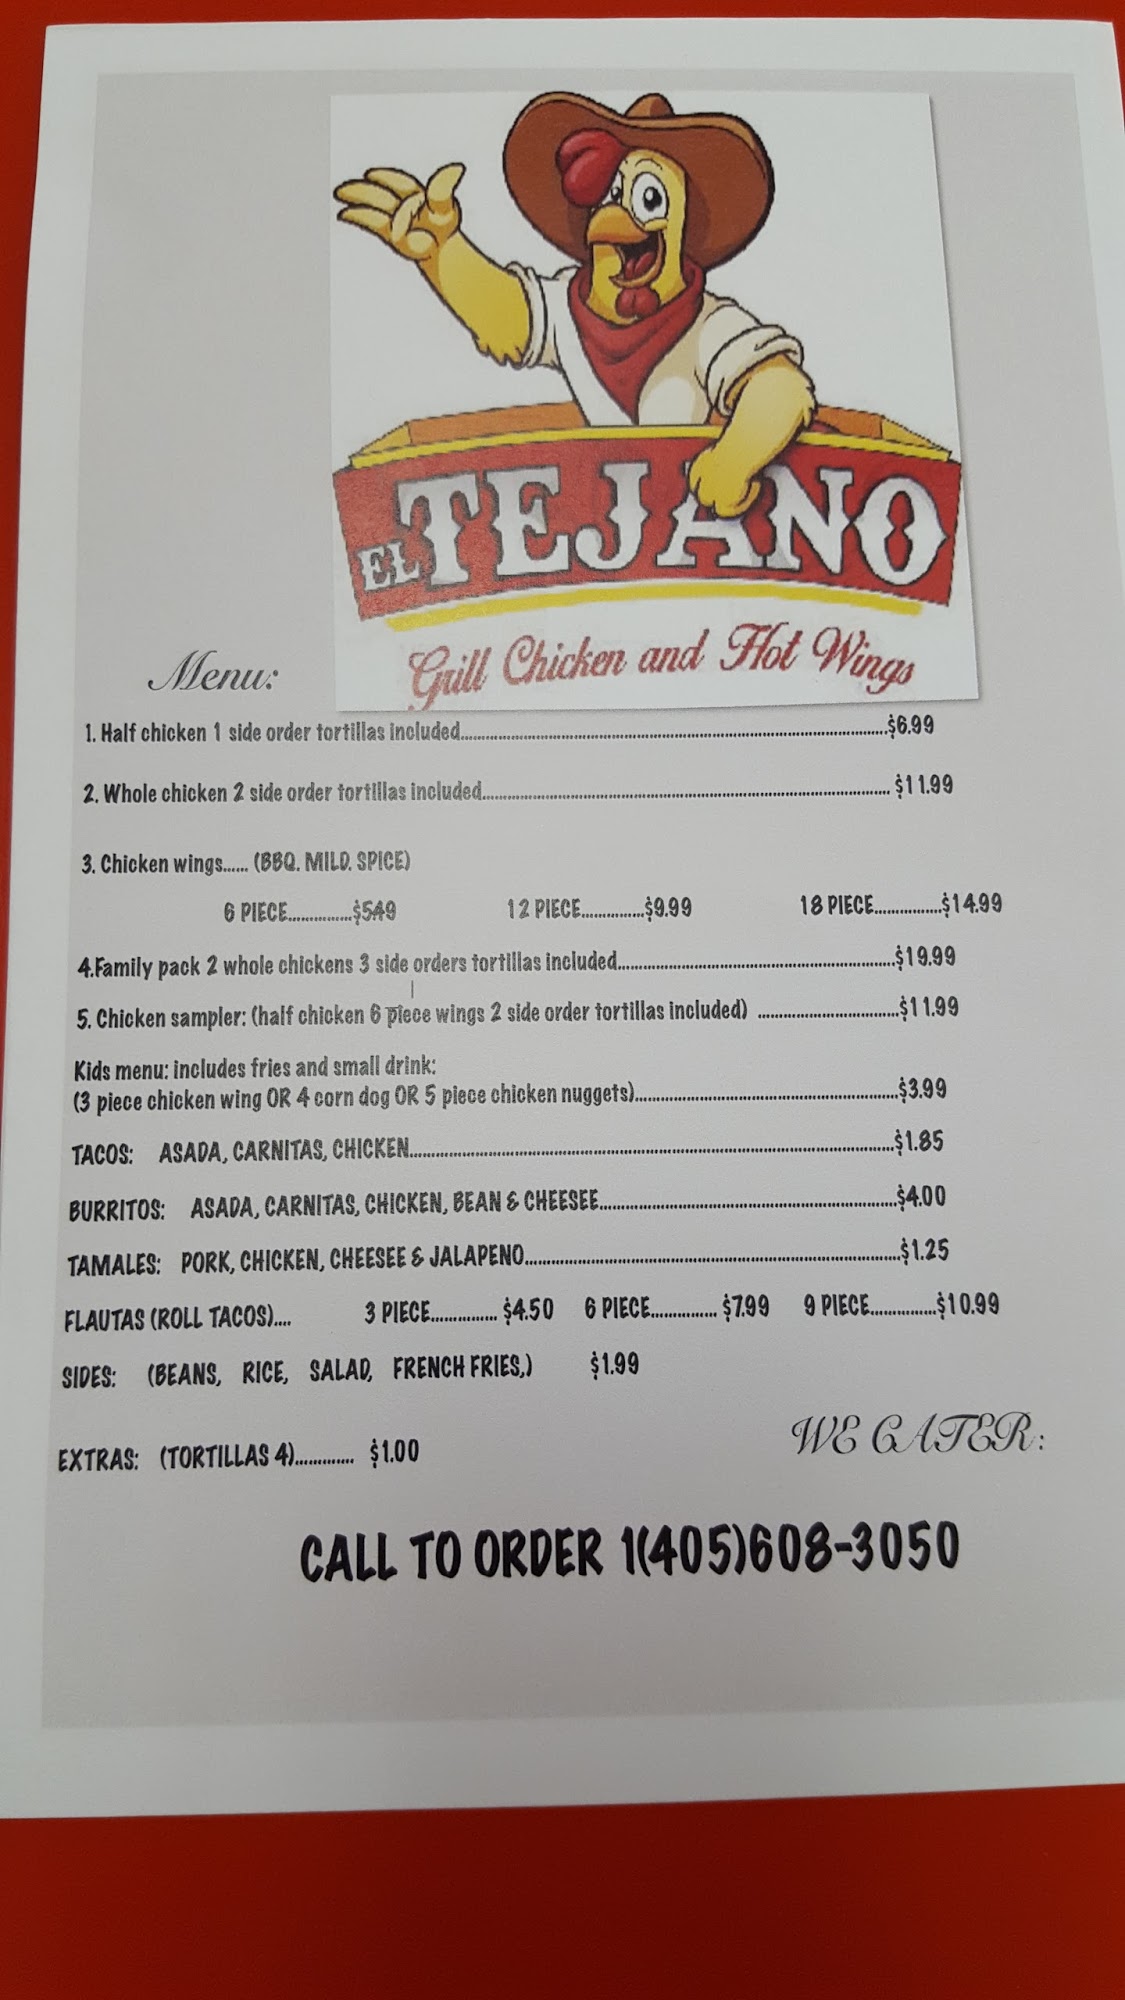 EL TEJANO
Grill Chicken and Hot Wings
Menu:
1. Half chicken 1 side order tortillas included......$6.99
2. Whole chicken 2 side order tortillas included...... $11.99
3. Chicken wings...... (BBQ. MILD. SPICE)
6 PIECE..............$549 12 PIECE..............$9.99 18 PIECE...............$14.99
4.Family pack 2 whole chickens 3 side orders tortillas included......$19.99
5. Chicken sampler: (half chicken 6 piece wings 2 side order tortillas included) ......$11.99
Kids menu: includes fries and small drink:
(3 piece chicken wing OR 4 corn dog OR 5 piece chicken nuggets)......$3.99
TACOS: ASADA, CARNITAS, CHICKEN......$1.85
BURRITOS: ASADA, CARNITAS, CHICKEN, BEAN & CHEESEE......$4.00
TAMALES: PORK, CHICKEN, CHEESEE & JALAPENO......$1.25
FLAUTAS (ROLL TACOS).... 3 PIECE............... $4.50 6 PIECE............... $7.99 9 PIECE...............$10.99
SIDES: (BEANS, RICE, SALAD, FRENCH FRIES,) $1.99
EXTRAS: (TORTILLAS 4)............. $1.00
WE CATER:
CALL TO ORDER 1(405)608-3050